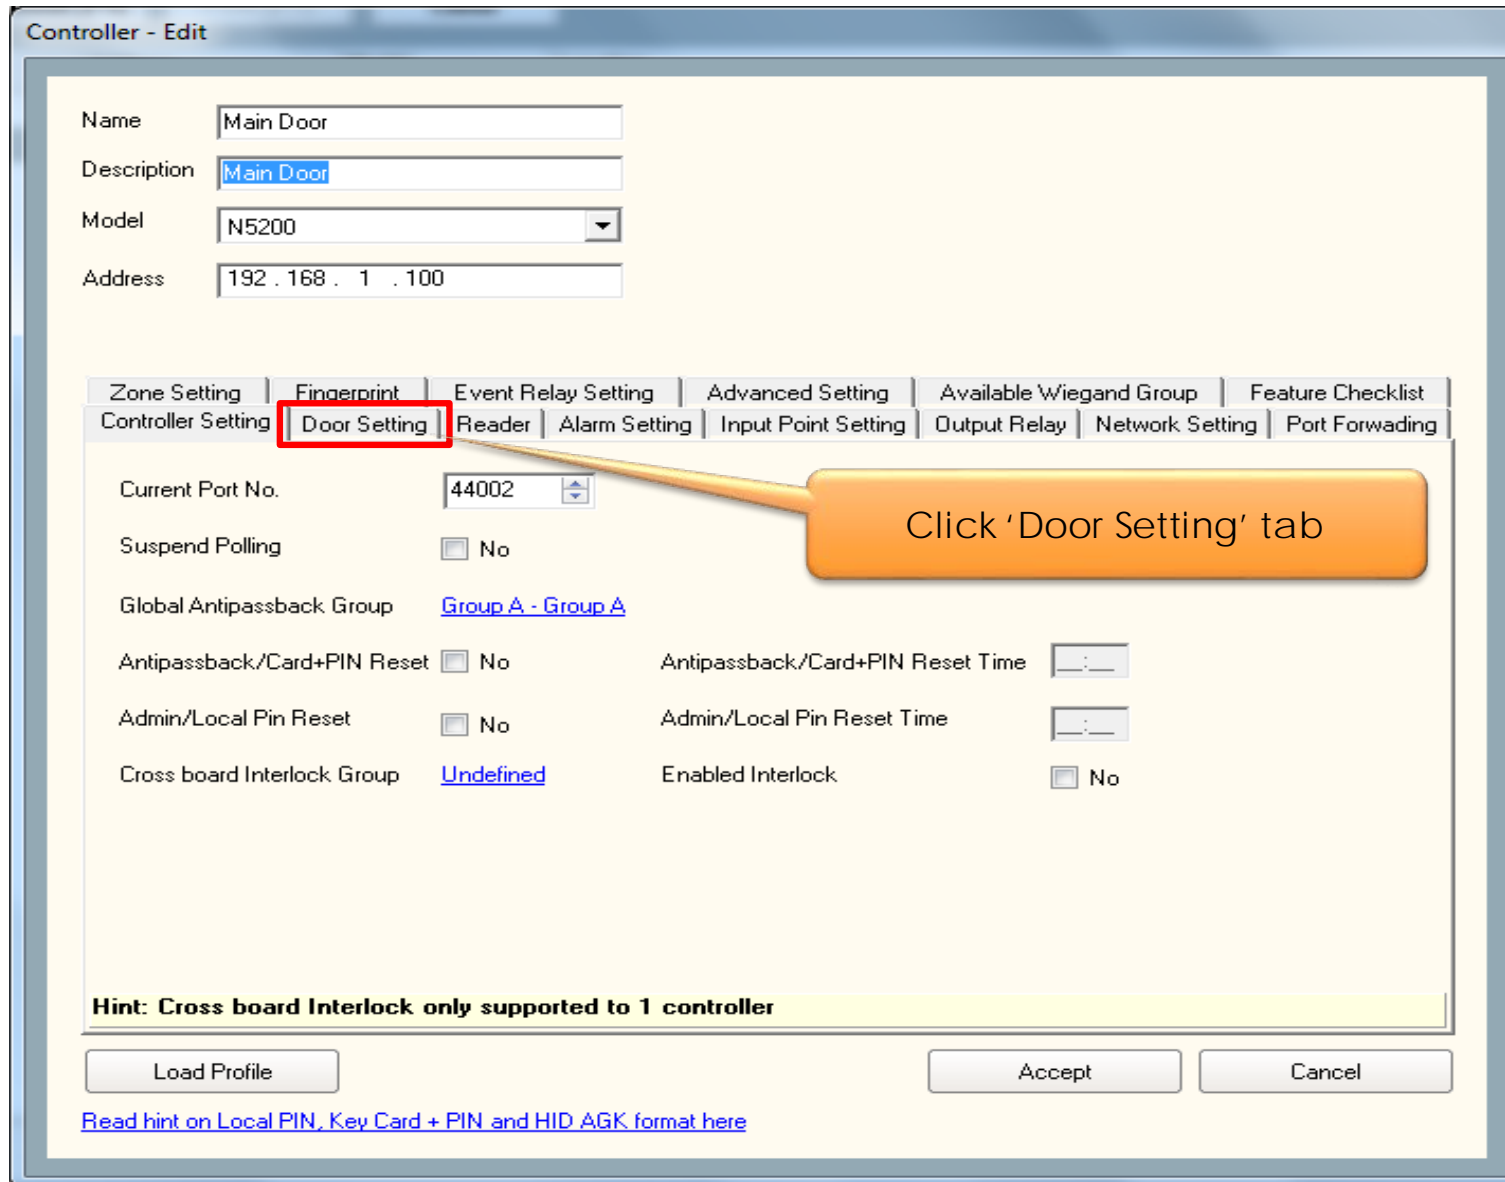 Controller - Edit
Name Main Door
Description Main Door
Model N5200
Address 192 . 168 . 1 . 100
Zone Setting Fingerprint Event Relay Setting Advanced Setting Available Wiegand Group Feature Checklist
Controller Setting Door Setting Reader Alarm Setting Input Point Setting Output Relay Network Setting Port Forwading
Current Port No. 44002
Click ‘Door Setting’ tab
Suspend Polling No
Global Antipassback Group Group A - Group A
Antipassback/Card+PIN Reset No Antipassback/Card+PIN Reset Time __:__
Admin/Local Pin Reset No Admin/Local Pin Reset Time __:__
Cross board Interlock Group Undefined Enabled Interlock No
Hint: Cross board Interlock only supported to 1 controller
Load Profile Accept Cancel
Read hint on Local PIN, Key Card + PIN and HID AGK format here